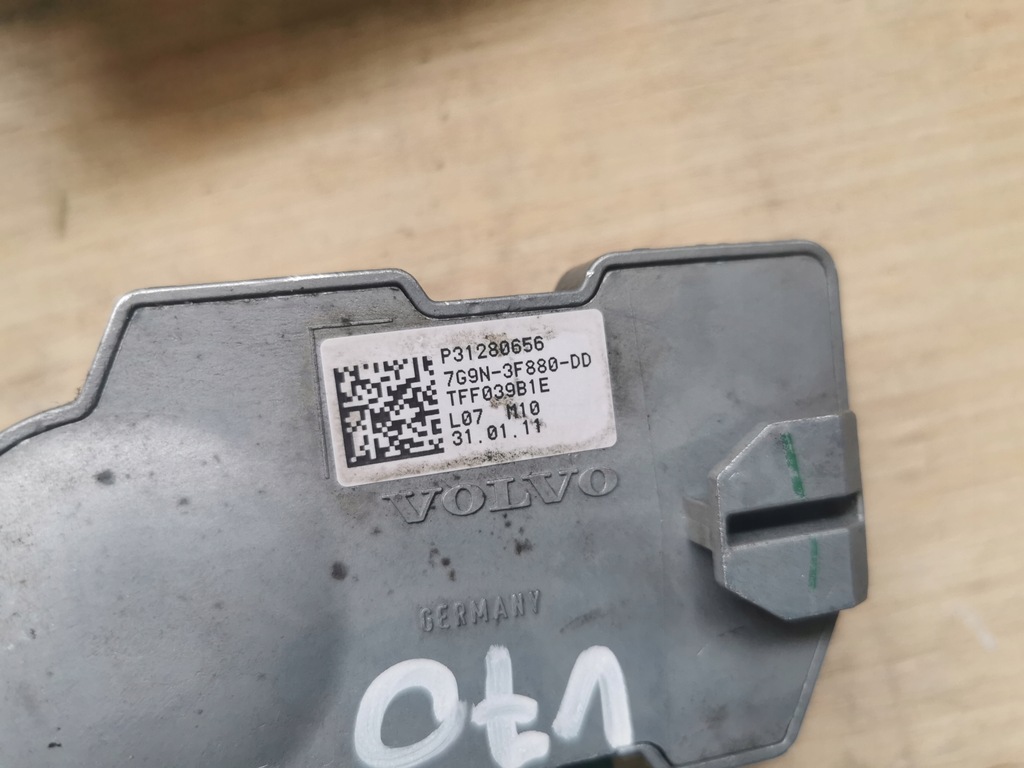 P31280656
7G9N-3F880-DD
TFF039B1E
L07 M10
31.01.11
VOLVO
GERMANY
V70